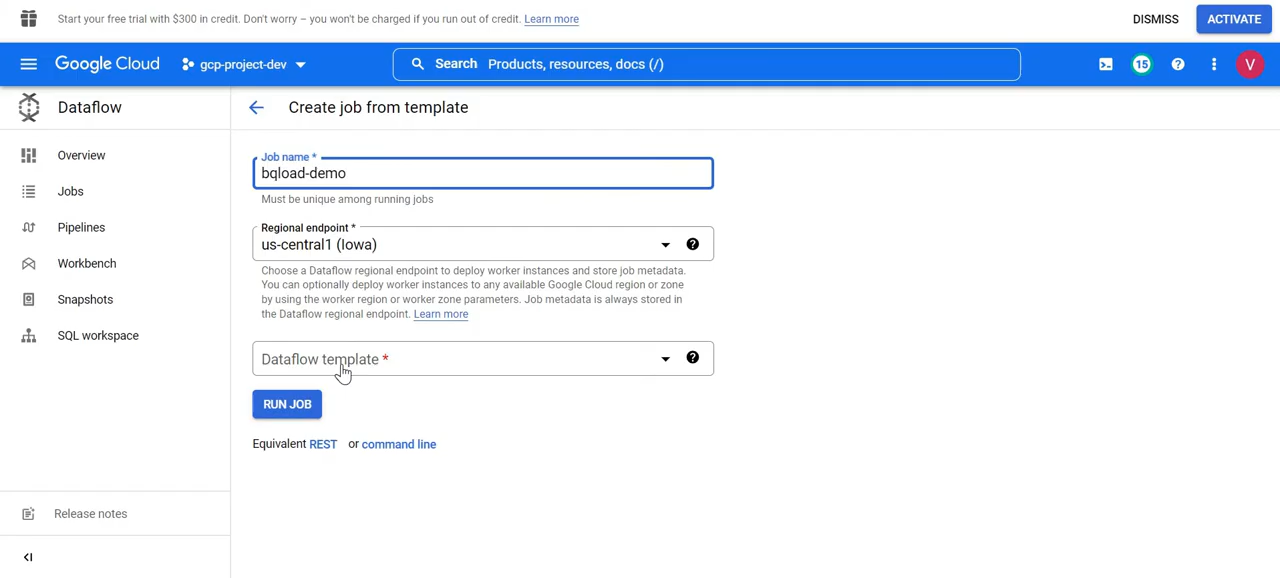 Start your free trial with $300 in credit. Don't worry – you won't be charged if you run out of credit. Learn more
DISMISS
ACTIVATE
Google Cloud
gcp-project-dev
Search Products, resources, docs (/)
15
V
Dataflow
Create job from template
Overview
Jobs
Pipelines
Workbench
Snapshots
SQL workspace
Job name *
bqload-demo
Must be unique among running jobs
Regional endpoint *
us-central1 (Iowa)
Choose a Dataflow regional endpoint to deploy worker instances and store job metadata.
You can optionally deploy worker instances to any available Google Cloud region or zone
by using the worker region or worker zone parameters. Job metadata is always stored in
the Dataflow regional endpoint. Learn more
Dataflow template *
RUN JOB
Equivalent REST or command line
Release notes